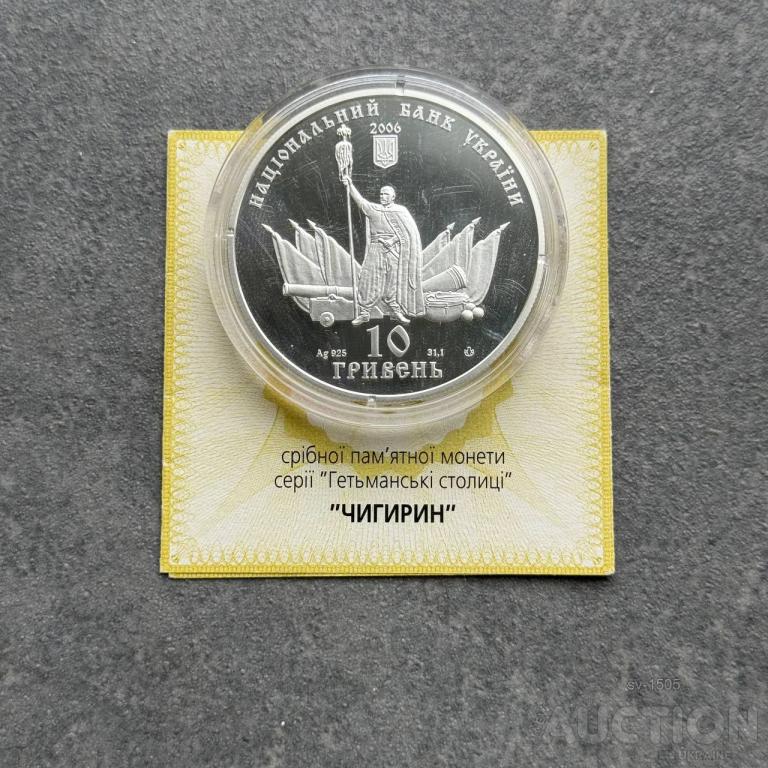 НАЦІОНАЛЬНИЙ БАНК УКРАЇНИ
2006
Ag 925 10 31,1
ГРИВЕНЬ
срібної пам'ятної монети
серії "Гетьманські столиці"
"ЧИГИРИН"
sv-1505
AUCTION
UKRAINE